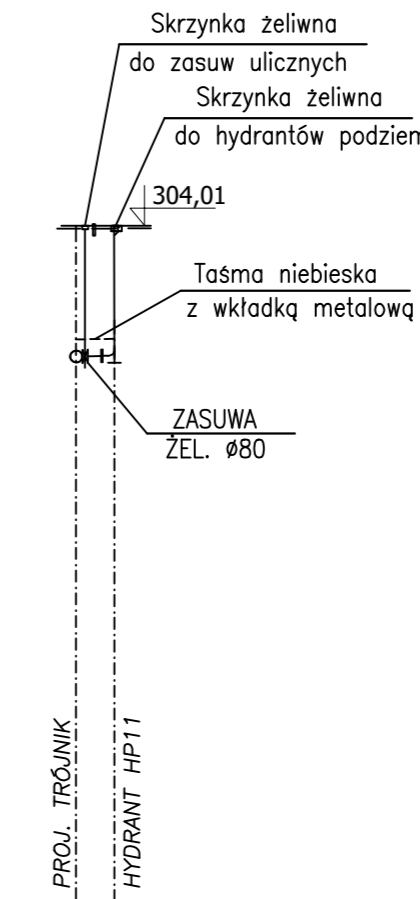 Skrzynka żeliwna
do zasuw ulicznych
Skrzynka żeliwna
do hydrantów
304,01
Taśma niebieska
z wkładką metalową
ZASUWA
ŻEL. Ø80
PROJ. TRÓJNIK
HYDRANT HP11